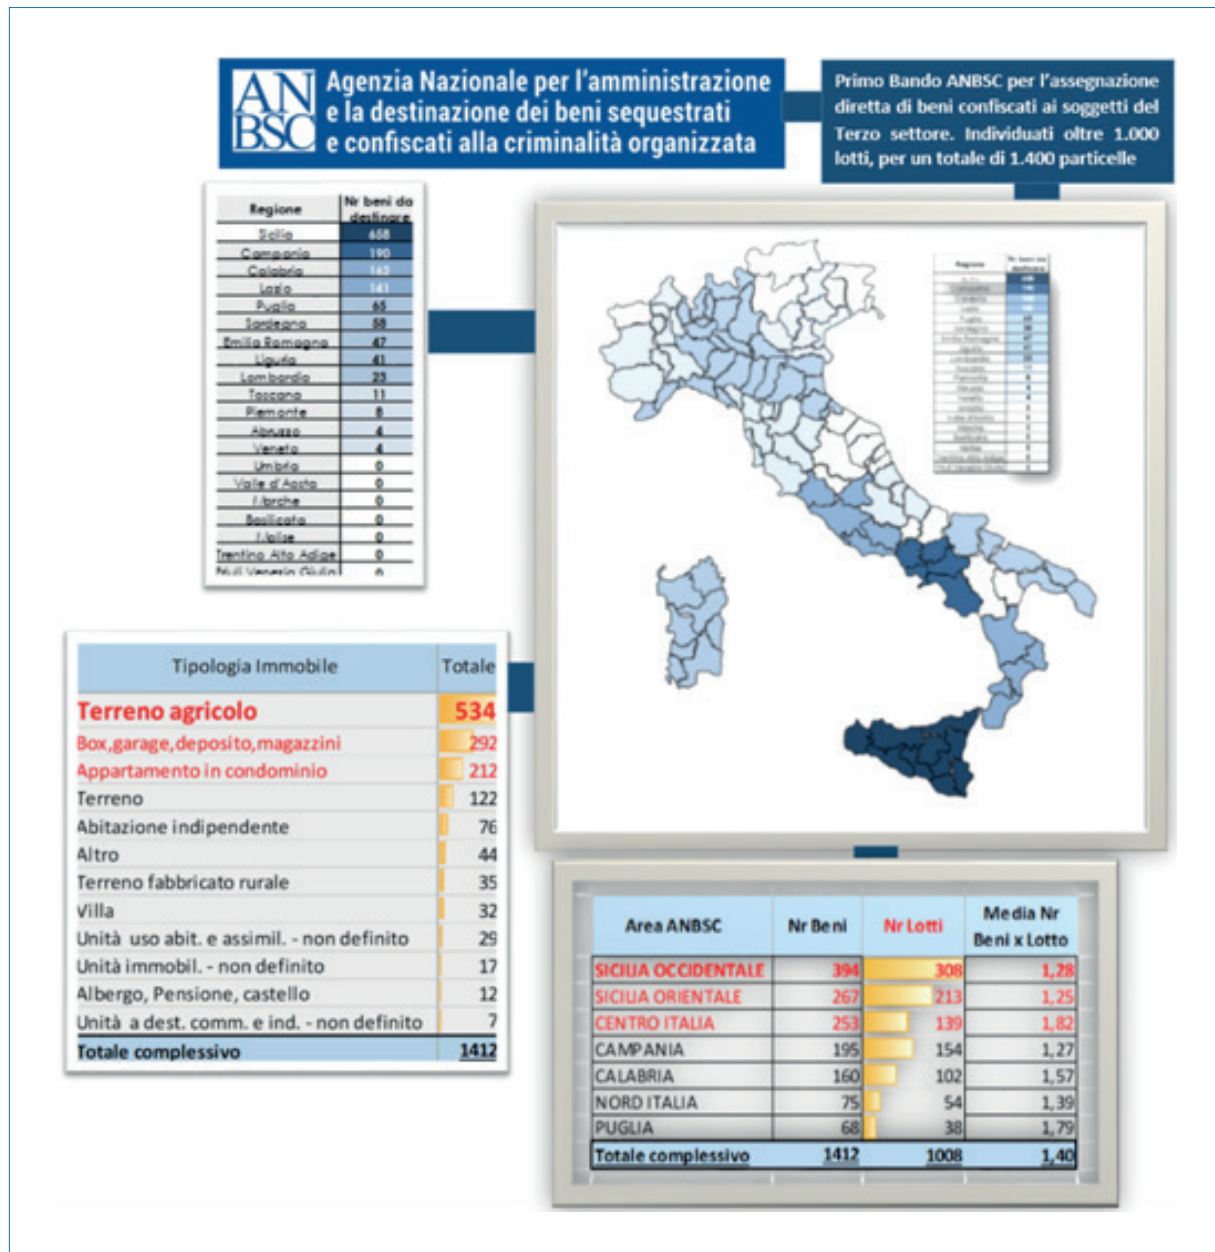 AN
BSC
Agenzia Nazionale per l'amministrazione
e la destinazione dei beni sequestrati
e confiscati alla criminalità organizzata
Primo Bando ANBSC per l'assegnazione
diretta di beni confiscati ai soggetti del
Terzo settore. Individuati oltre 1.000
lotti, per un totale di 1.400 particelle
Regione Nr beni da destinare
Sicilia 658
Campania 190
Calabria 162
Lazio 141
Puglia 65
Sardegna 58
Emilia Romagna 47
Liguria 41
Lombardia 23
Toscana 11
Piemonte 8
Abruzzo 4
Veneto 4
Umbria 0
Valle d'Aosta 0
Marche 0
Basilicata 0
Molise 0
Trentino Alto Adige 0
Friuli Venezia Giulia 0
Tipologia Immobile Totale
Terreno agricolo 534
Box,garage,deposito,magazzini 292
Appartamento in condominio 212
Terreno 122
Abitazione indipendente 76
Altro 44
Terreno fabbricato rurale 35
Villa 32
Unità uso abit. e assimil. - non definito 29
Unità immobil. - non definito 17
Albergo, Pensione, castello 12
Unità a dest. comm. e ind. - non definito 7
Totale complessivo 1412
Area ANBSC Nr Beni Nr Lotti Media Nr Beni x Lotto
SICILIA OCCIDENTALE 394 308 1,28
SICILIA ORIENTALE 267 213 1,25
CENTRO ITALIA 253 139 1,82
CAMPANIA 195 154 1,27
CALABRIA 160 102 1,57
NORD ITALIA 75 54 1,39
PUGLIA 68 38 1,79
Totale complessivo 1412 1008 1,40